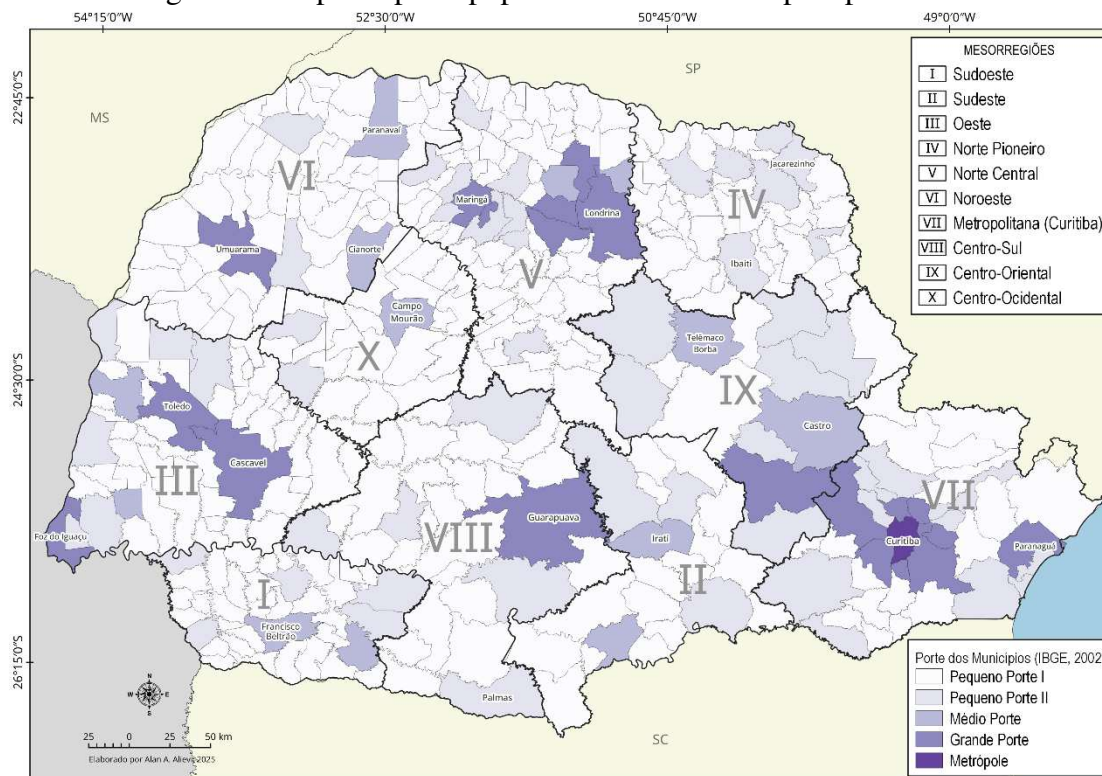 54°15'0"W 52°30'0"W 50°45'0"W 49°0'0"W
22°45'0"S
24°30'0"S
26°15'0"S
MS
SP
SC
MESORREGIÕES
I Sudoeste
II Sudeste
III Oeste
IV Norte Pioneiro
V Norte Central
VI Noroeste
VII Metropolitana (Curitiba)
VIII Centro-Sul
IX Centro-Oriental
X Centro-Ocidental
Paranavaí
VI
Jacarezinho
Maringá
Londrina
IV
Umuarama
Cianorte
Ibaiti
V
Campo
Mourão
X
Telêmaco
Borba
IX
Toledo
Castro
Cascavel
III
VII
Guarapuava
VIII
Foz do Iguaçu
Irati
Curitiba
Paranaguá
II
I
Francisco
Beltrão
Palmas
N
W E
S
25 0 25 50 km
Elaborado por Alan A. Alievi 2025
Porte dos Municípios (IBGE, 2002
Pequeno Porte I
Pequeno Porte II
Médio Porte
Grande Porte
Metrópole